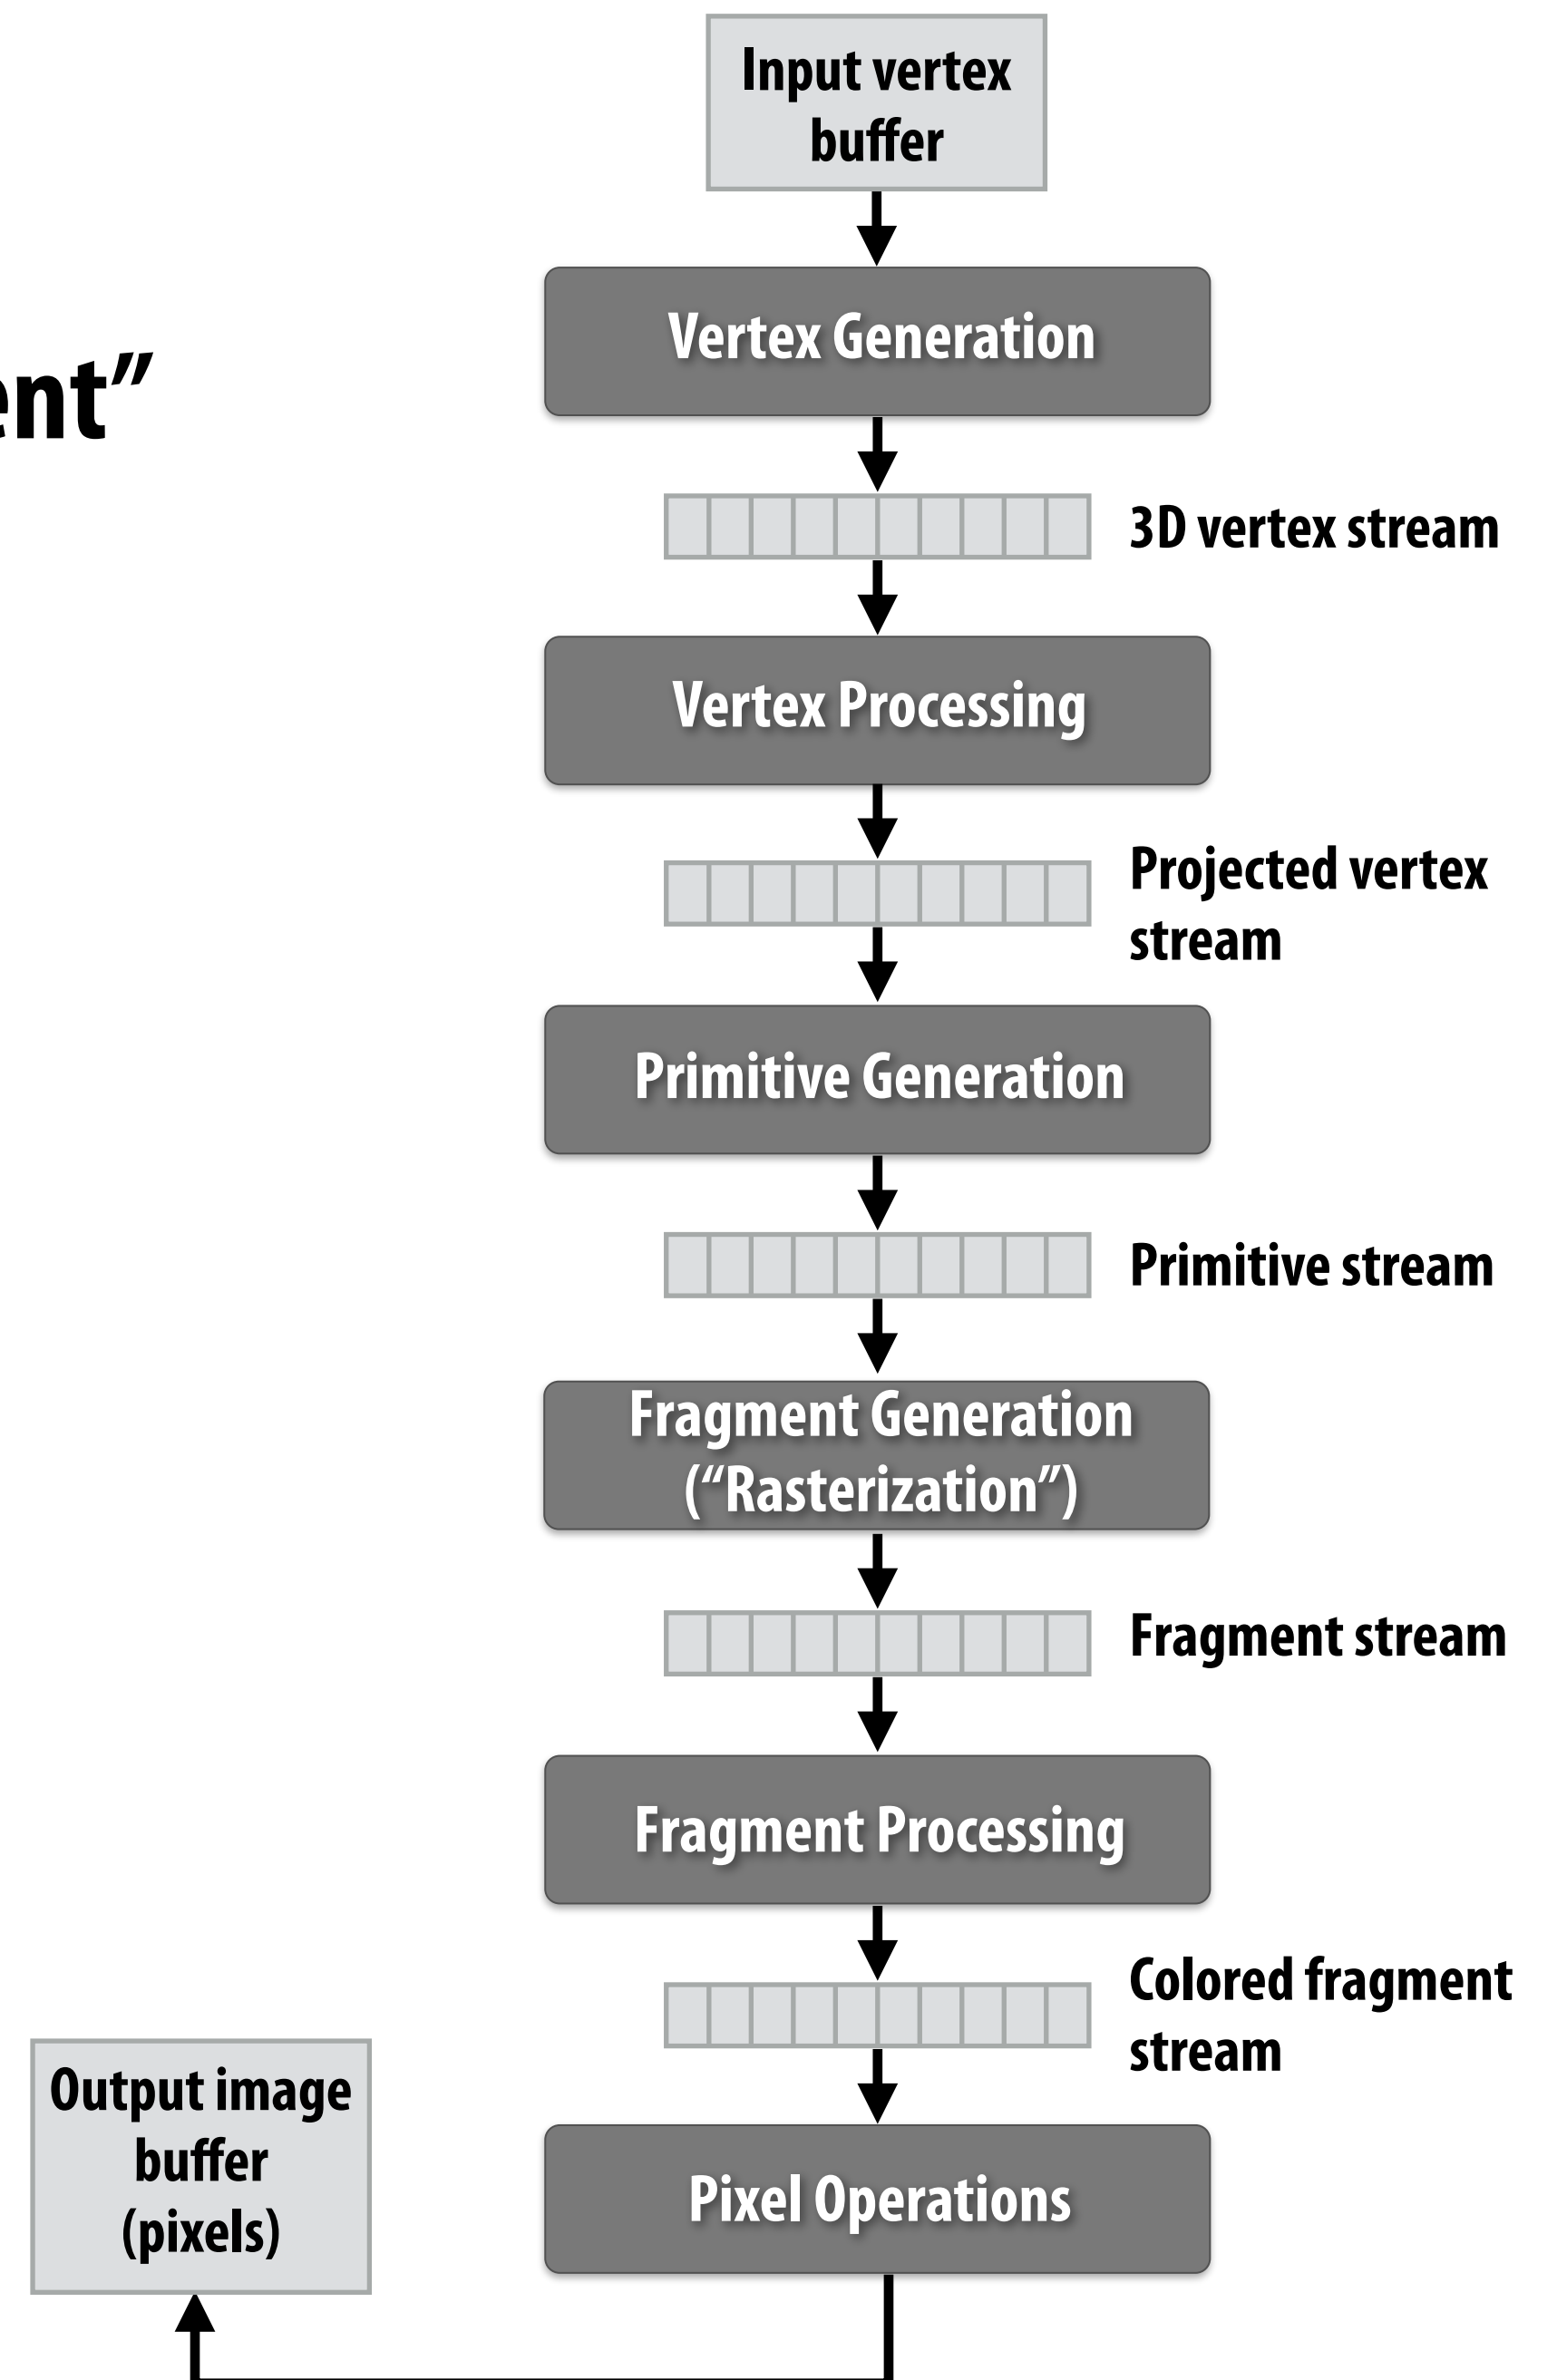 Input vertex
buffer
Vertex Generation
ent”
3D vertex stream
Vertex Processing
Projected vertex
stream
Primitive Generation
Primitive stream
Fragment Generation
(“Rasterization”)
Fragment stream
Fragment Processing
Colored fragment
stream
Output image
buffer
(pixels)
Pixel Operations